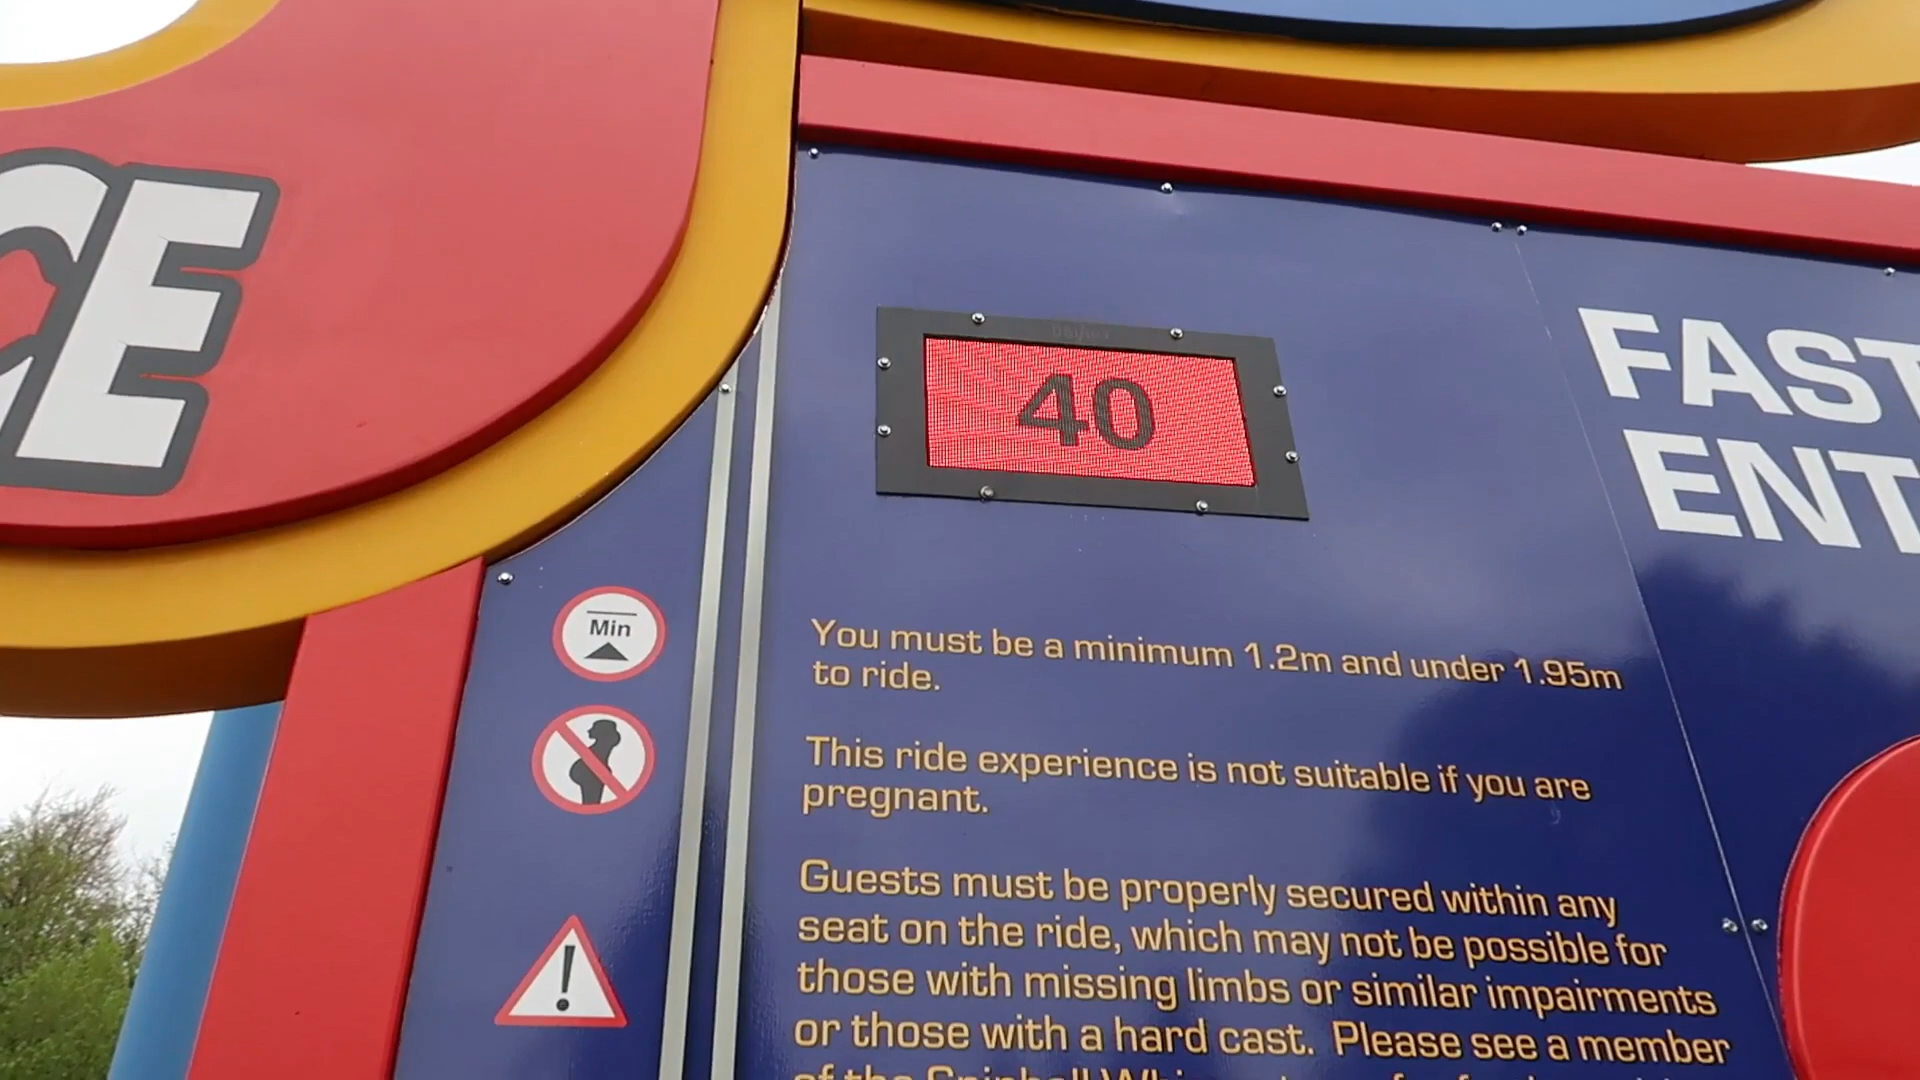 CE
40
FAST
ENT
Min
You must be a minimum 1.2m and under 1.95m
to ride.
This ride experience is not suitable if you are
pregnant.
Guests must be properly secured within any
seat on the ride, which may not be possible for
those with missing limbs or similar impairments
or those with a hard cast. Please see a member
of the Spinball